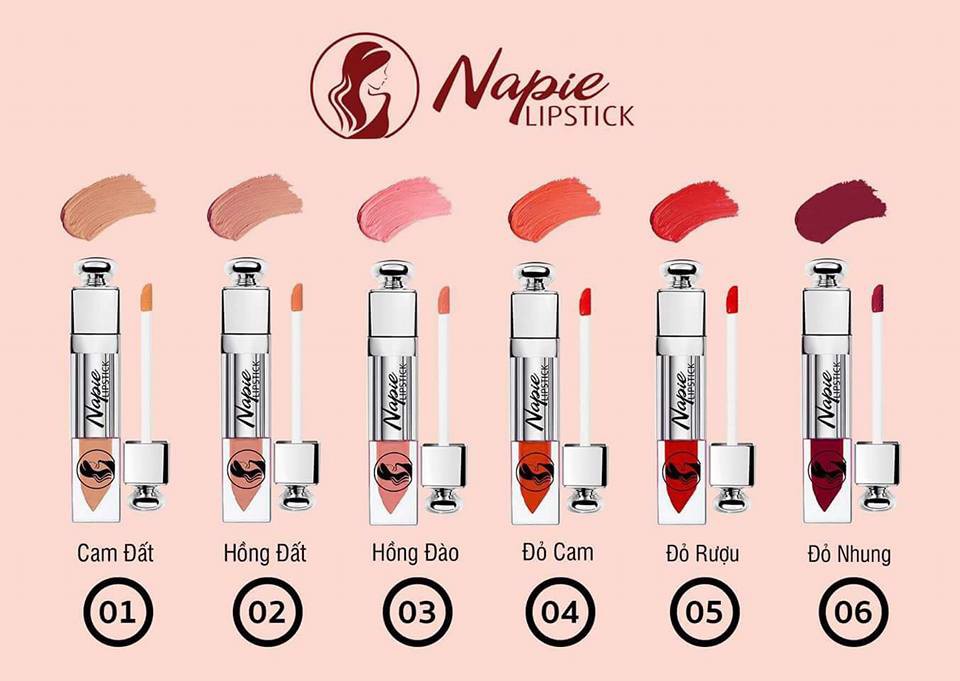 Napie
LIPSTICK
Napie
LIPSTICK
Napie
LIPSTICK
Napie
LIPSTICK
Napie
LIPSTICK
Napie
LIPSTICK
Napie
LIPSTICK
Cam Đất
Hồng Đất
Hồng Đào
Đỏ Cam
Đỏ Rượu
Đỏ Nhung
01
02
03
04
05
06